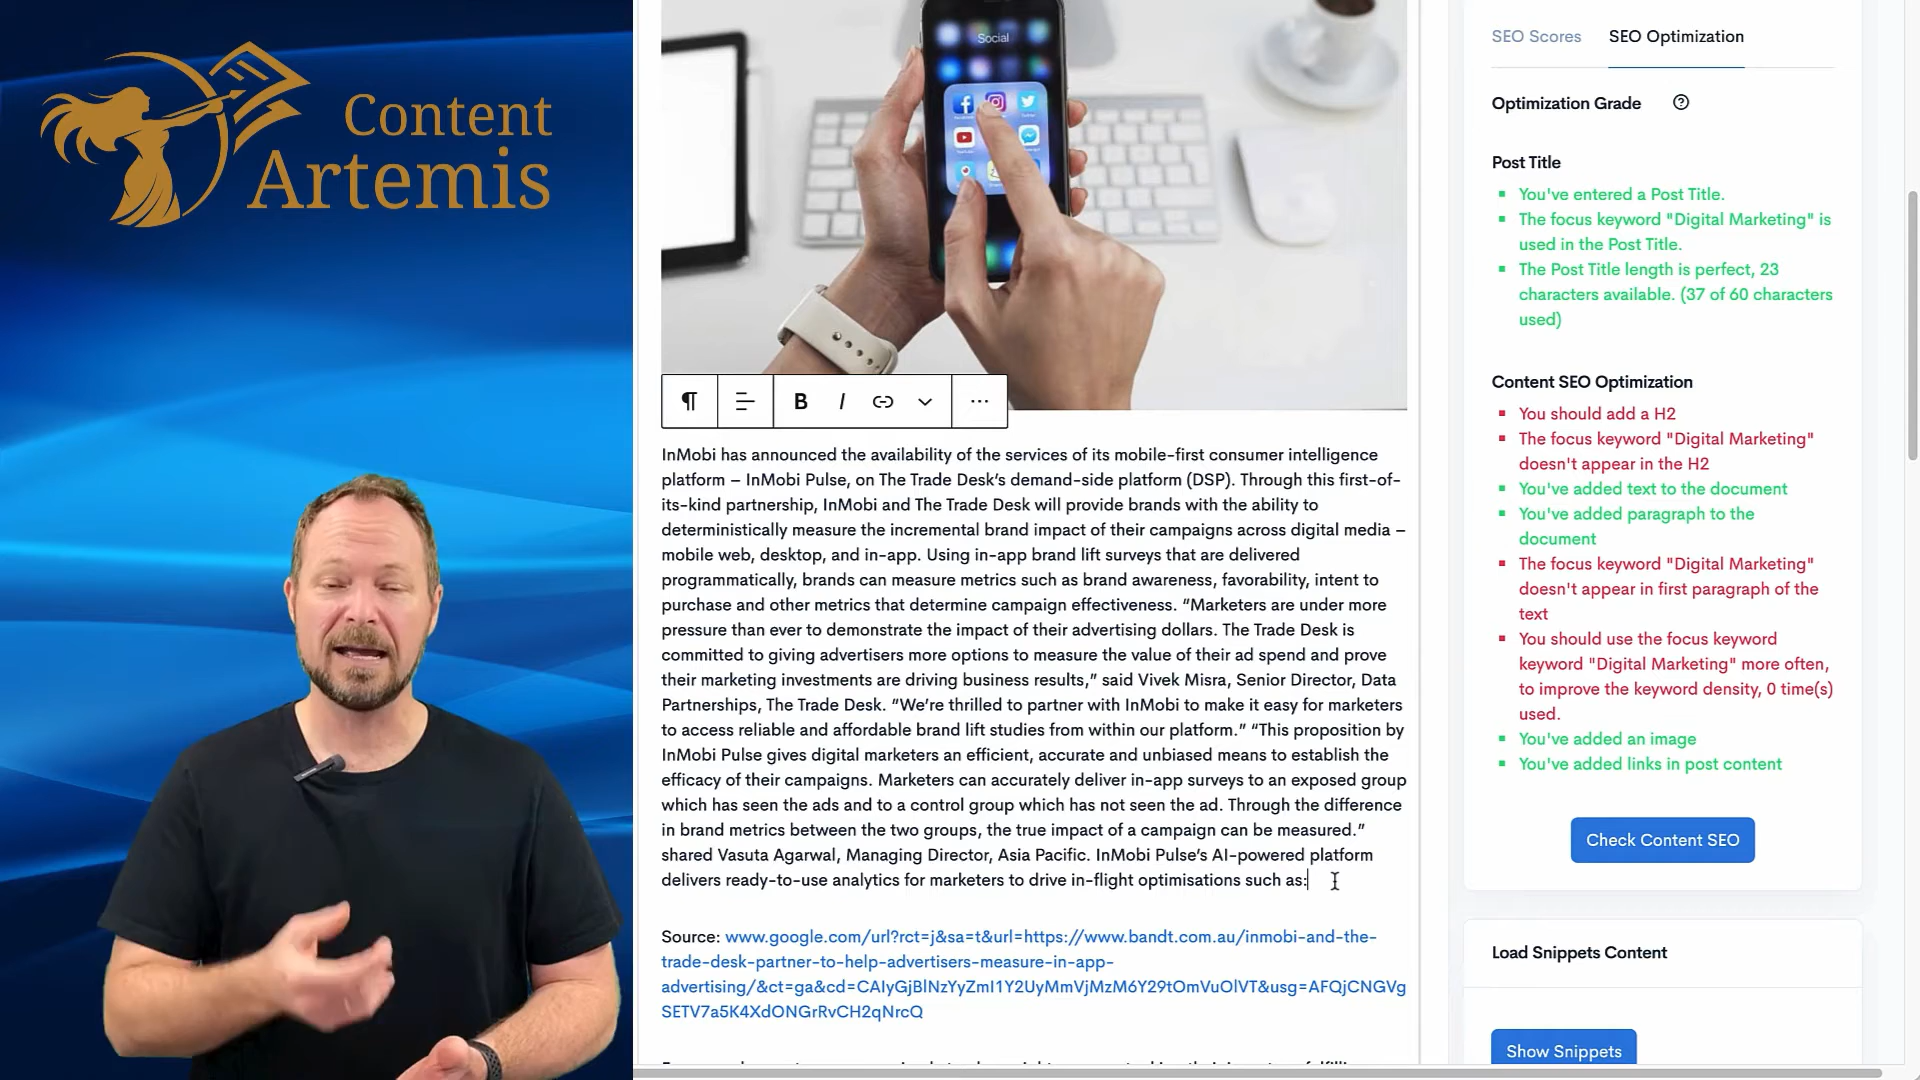 Content
Artemis
Social
InMobi has announced the availability of the services of its mobile-first consumer intelligence
platform – InMobi Pulse, on The Trade Desk’s demand-side platform (DSP). Through this first-of-
its-kind partnership, InMobi and The Trade Desk will provide brands with the ability to
deterministically measure the incremental brand impact of their campaigns across digital media –
mobile web, desktop, and in-app. Using in-app brand lift surveys that are delivered
programmatically, brands can measure metrics such as brand awareness, favorability, intent to
purchase and other metrics that determine campaign effectiveness. “Marketers are under more
pressure than ever to demonstrate the impact of their advertising dollars. The Trade Desk is
committed to giving advertisers more options to measure the value of their ad spend and prove
their marketing investments are driving business results,” said Vivek Misra, Senior Director, Data
Partnerships, The Trade Desk. “We’re thrilled to partner with InMobi to make it easy for marketers
to access reliable and affordable brand lift studies from within our platform.” “This proposition by
InMobi Pulse gives digital marketers an efficient, accurate and unbiased means to establish the
efficacy of their campaigns. Marketers can accurately deliver in-app surveys to an exposed group
which has seen the ads and to a control group which has not seen the ad. Through the difference
in brand metrics between the two groups, the true impact of a campaign can be measured.”
shared Vasuta Agarwal, Managing Director, Asia Pacific. InMobi Pulse’s AI-powered platform
delivers ready-to-use analytics for marketers to drive in-flight optimisations such as:
Source: www.google.com/url?rct=j&sa=t&url=https://www.bandt.com.au/inmobi-and-the-
trade-desk-partner-to-help-advertisers-measure-in-app-
advertising/&ct=ga&cd=CAIyGjBlNzYyZmI1Y2UyMmVjMzM6Y29tOmVuOlVT&usg=AFQjCNGVg
SETV7a5K4XdONGrRvCH2qNrcQ
SEO Scores SEO Optimization
Optimization Grade
Post Title
You've entered a Post Title.
The focus keyword "Digital Marketing" is
used in the Post Title.
The Post Title length is perfect, 23
characters available. (37 of 60 characters
used)
Content SEO Optimization
You should add a H2
The focus keyword "Digital Marketing"
doesn't appear in the H2
You've added text to the document
You've added paragraph to the
document
The focus keyword "Digital Marketing"
doesn't appear in first paragraph of the
text
You should use the focus keyword
keyword "Digital Marketing" more often,
to improve the keyword density, 0 time(s)
used.
You've added an image
You've added links in post content
Check Content SEO
Load Snippets Content
Show Snippets